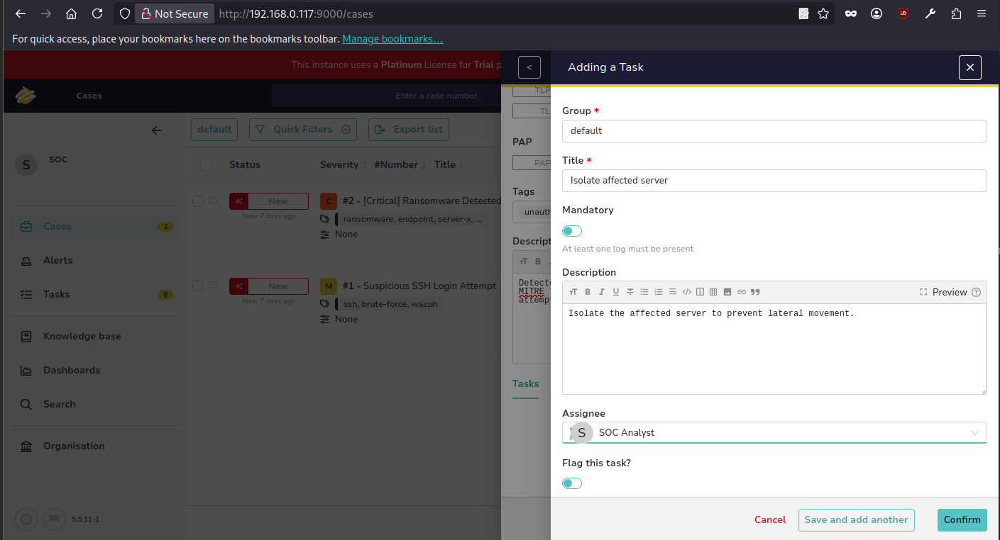 Not Secure http://192.168.0.117:9000/cases
For quick access, place your bookmarks here on the bookmarks toolbar. Manage bookmarks…
This instance uses a Platinum License for Trial p
Cases
Enter a case number
S
SOC
Cases 2
Alerts
Tasks 6
Knowledge base
Dashboards
Search
Organisation
5.5.11-1
default
Quick Filters
Export list
Status Severity #Number Title
New
New 7 days ago
C
#2 - [Critical] Ransomware Detected
ransomware, endpoint, server-x, ...
None
New
New 7 days ago
M
#1 - Suspicious SSH Login Attempt
ssh, brute-force, wazuh
None
<
TLP
TL
PAP
PAP
Tags
unauth
Descript
B
Detecte
MITRE
attemp
Tasks
Adding a Task
Group *
default
Title *
Isolate affected server
Mandatory
At least one log must be present
Description
Preview
Isolate the affected server to prevent lateral movement.
Assignee
S SOC Analyst
Flag this task?
Cancel
Save and add another
Confirm